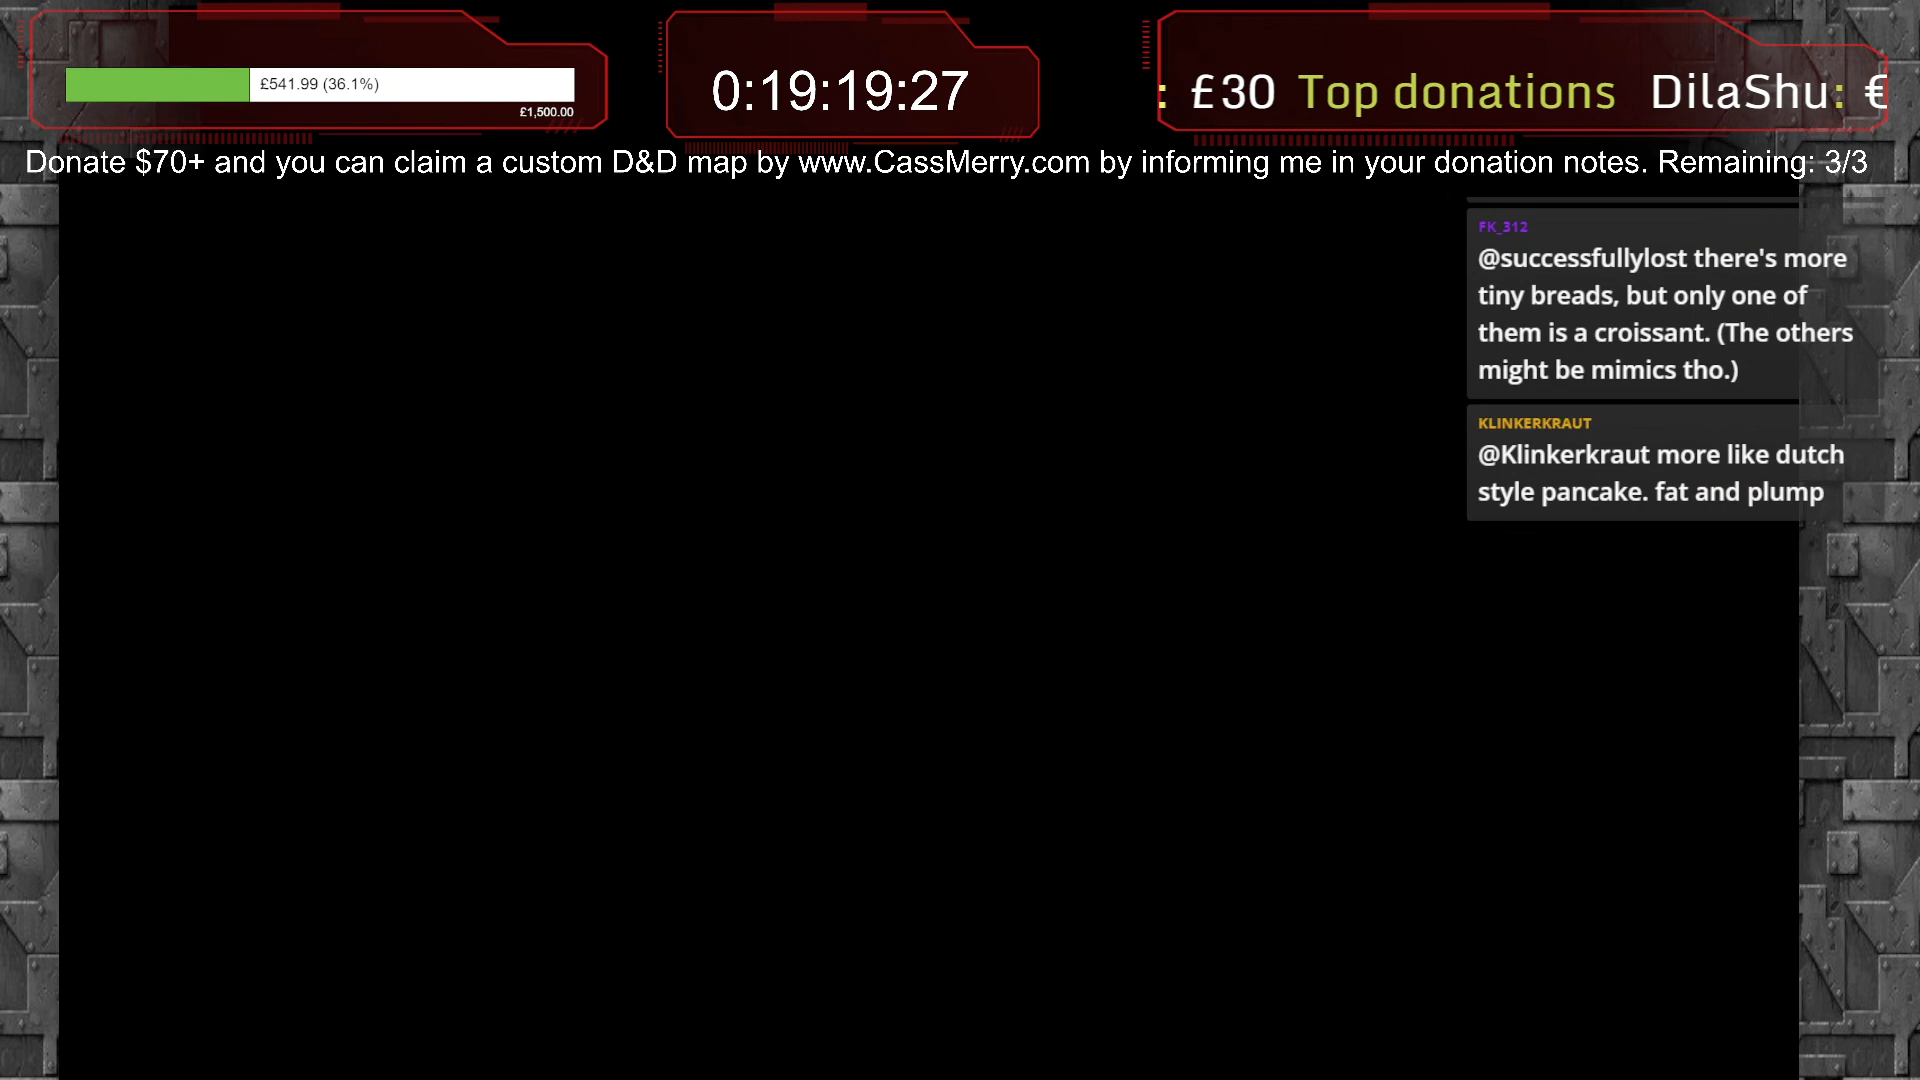 £541.99 (36.1%)
£1,500.00
0:19:19:27
: £30 Top donations DilaShu: €
Donate $70+ and you can claim a custom D&D map by www.CassMerry.com by informing me in your donation notes. Remaining: 3/3
FK_312
@successfullylost there's more
tiny breads, but only one of
them is a croissant. (The others
might be mimics tho.)
KLINKERKRAUT
@Klinkerkraut more like dutch
style pancake. fat and plump